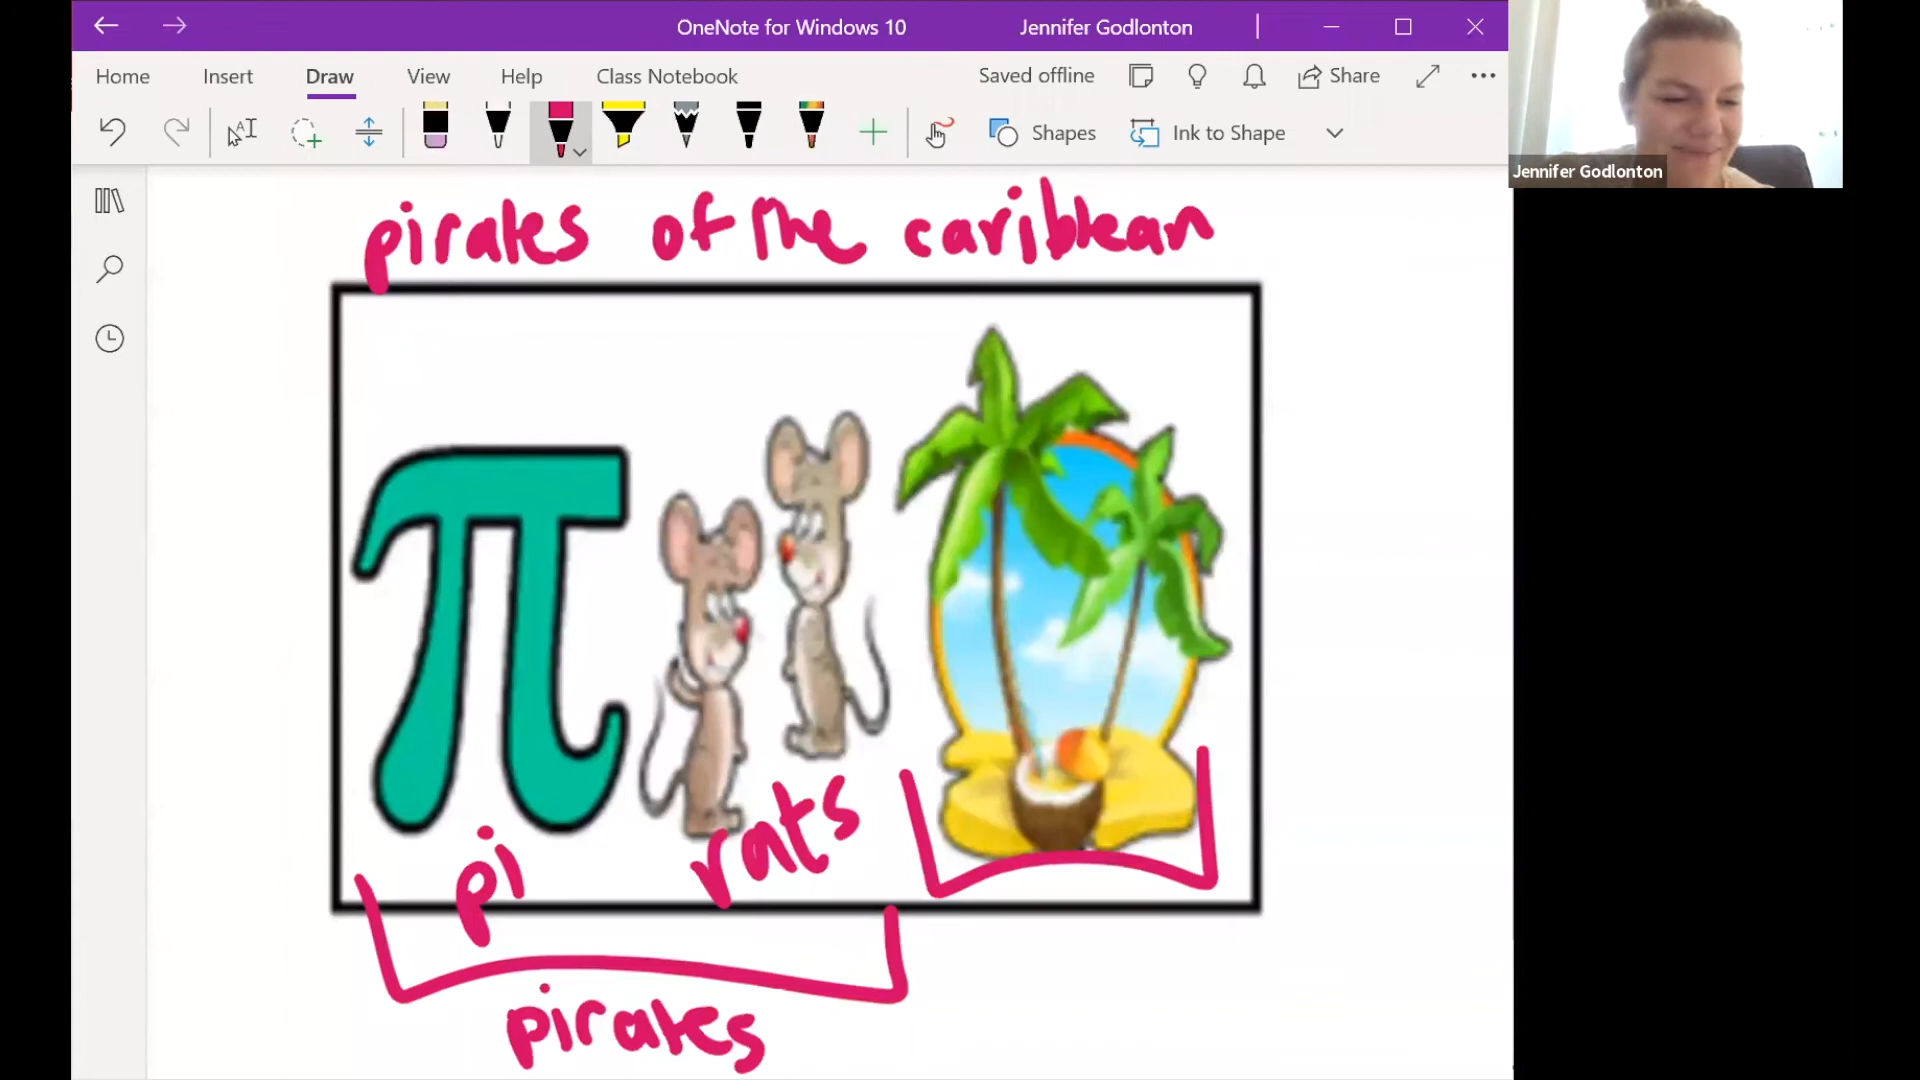 OneNote for Windows 10 Jennifer Godlonton
Home Insert Draw View Help Class Notebook Saved offline Share
Shapes Ink to Shape
Jennifer Godlonton
pirates of the caribbean
π
pi rats
pirates